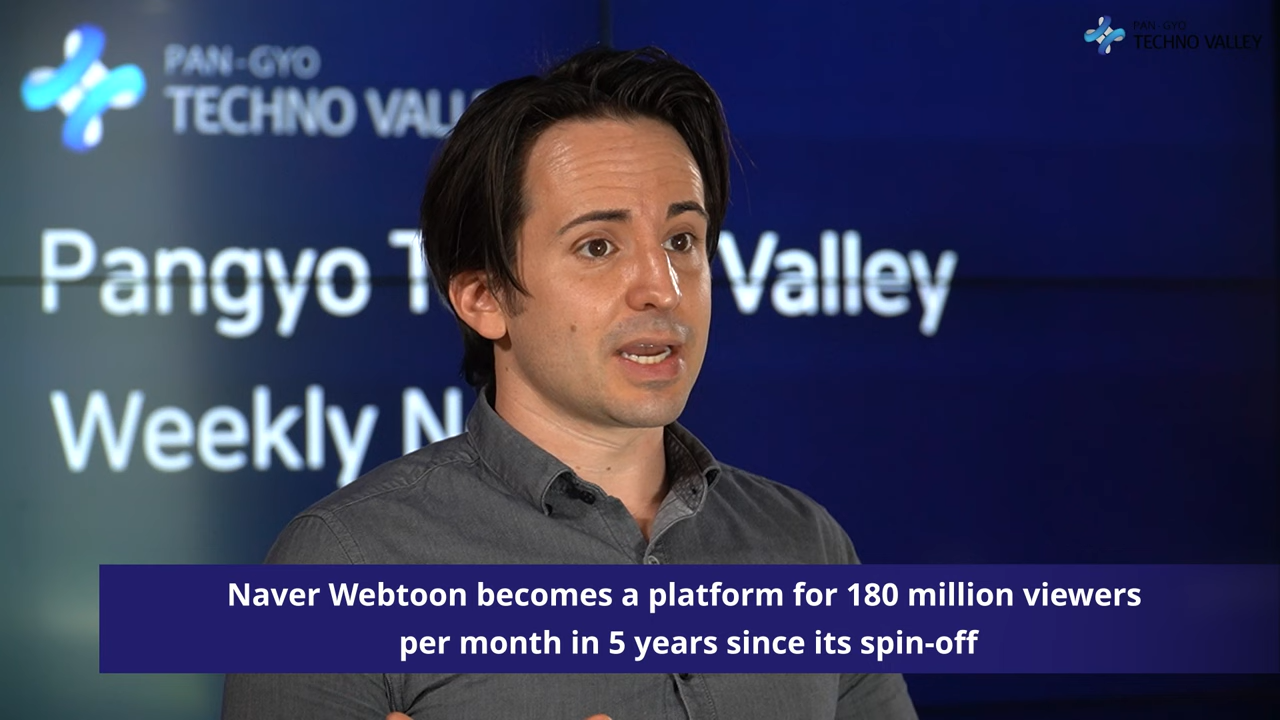 PAN-GYO
TECHNO VALLEY
PAN-GYO
TECHNO VAL
Pangyo T Valley
Weekly N
Naver Webtoon becomes a platform for 180 million viewers
per month in 5 years since its spin-off